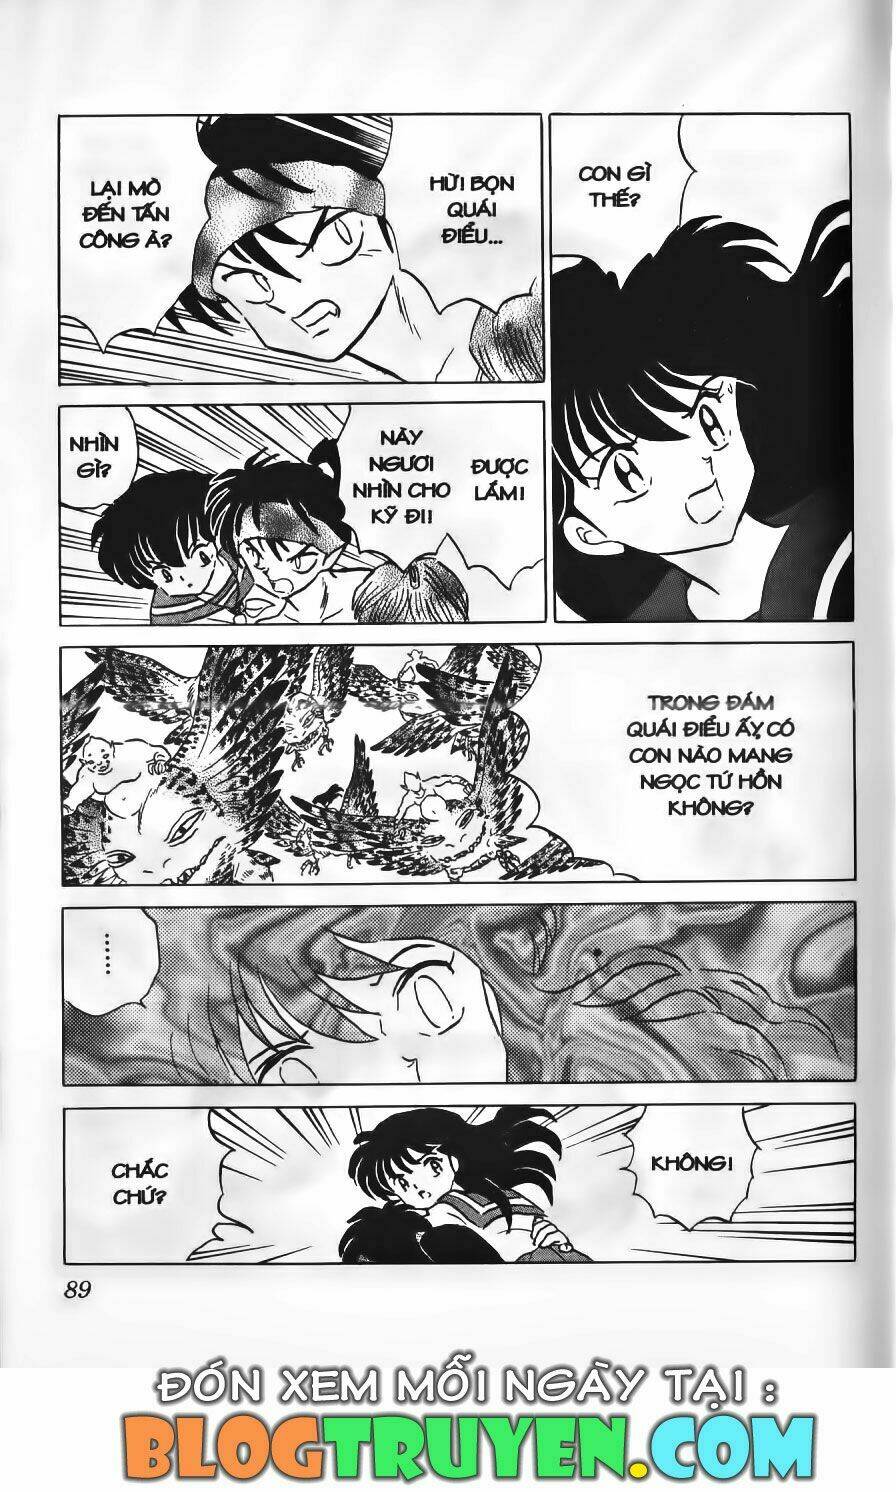 CON GÌ
THẾ?
HỪ! BỌN
QUÁI
ĐIỂU...
LẠI MÒ
ĐẾN TẤN
CÔNG À?
ĐƯỢC
LẮM!
NÀY
NGƯƠI
NHÌN CHO
KỸ ĐI!
NHÌN
GÌ?
TRONG ĐÁM
QUÁI ĐIỂU ẤY, CÓ
CON NÀO MANG
NGỌC TỨ HỒN
KHÔNG?
........
KHÔNG!
CHẮC
CHỨ?
89
ĐÓN XEM MỖI NGÀY TẠI :
BLOGTRUYEN.COM